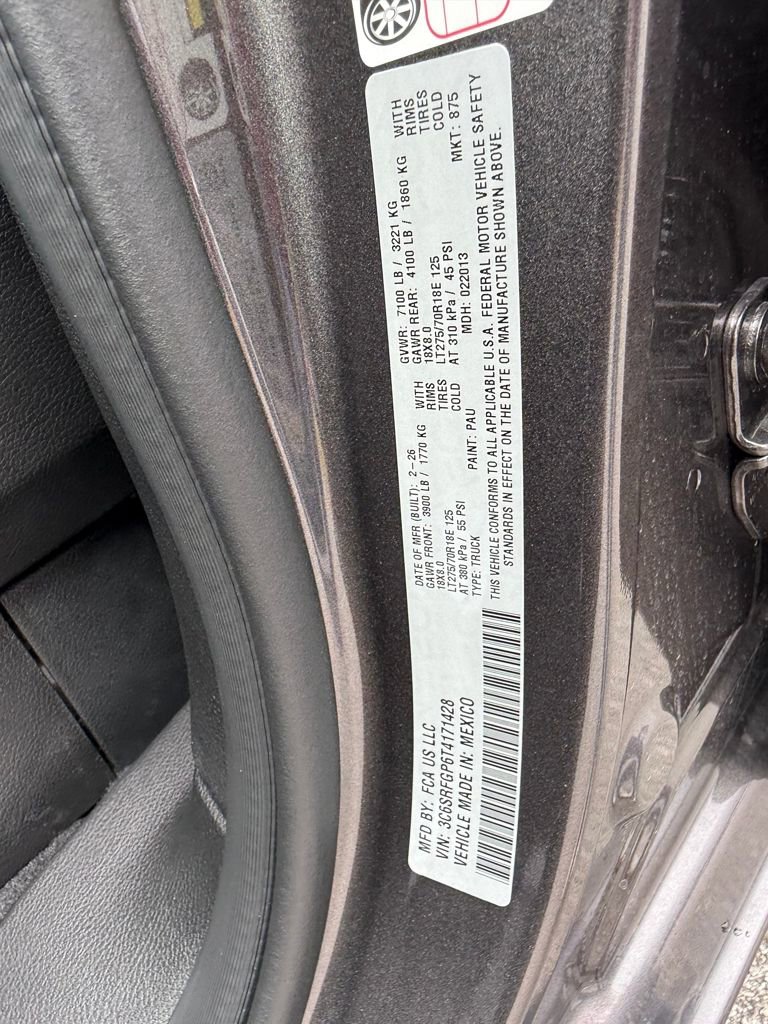 MFD BY: FCA US LLC
VIN: 3C6SRFGP6T4171428
VEHICLE MADE IN: MEXICO
DATE OF MFR (BUILT): 2-26
GAWR FRONT: 3900 LB / 1770 KG WITH
18X8.0 RIMS
LT275/70R18E 125 TIRES
AT 380 kPa / 55 PSI COLD
TYPE: TRUCK PAINT: PAU
GVWR: 7100 LB / 3221 KG
GAWR REAR: 4100 LB / 1860 KG WITH
18X8.0 RIMS
LT275/70R18E 125 TIRES
AT 310 kPa / 45 PSI COLD
MDH: 022013 MKT: 875
THIS VEHICLE CONFORMS TO ALL APPLICABLE U.S.A. FEDERAL MOTOR VEHICLE SAFETY
STANDARDS IN EFFECT ON THE DATE OF MANUFACTURE SHOWN ABOVE.